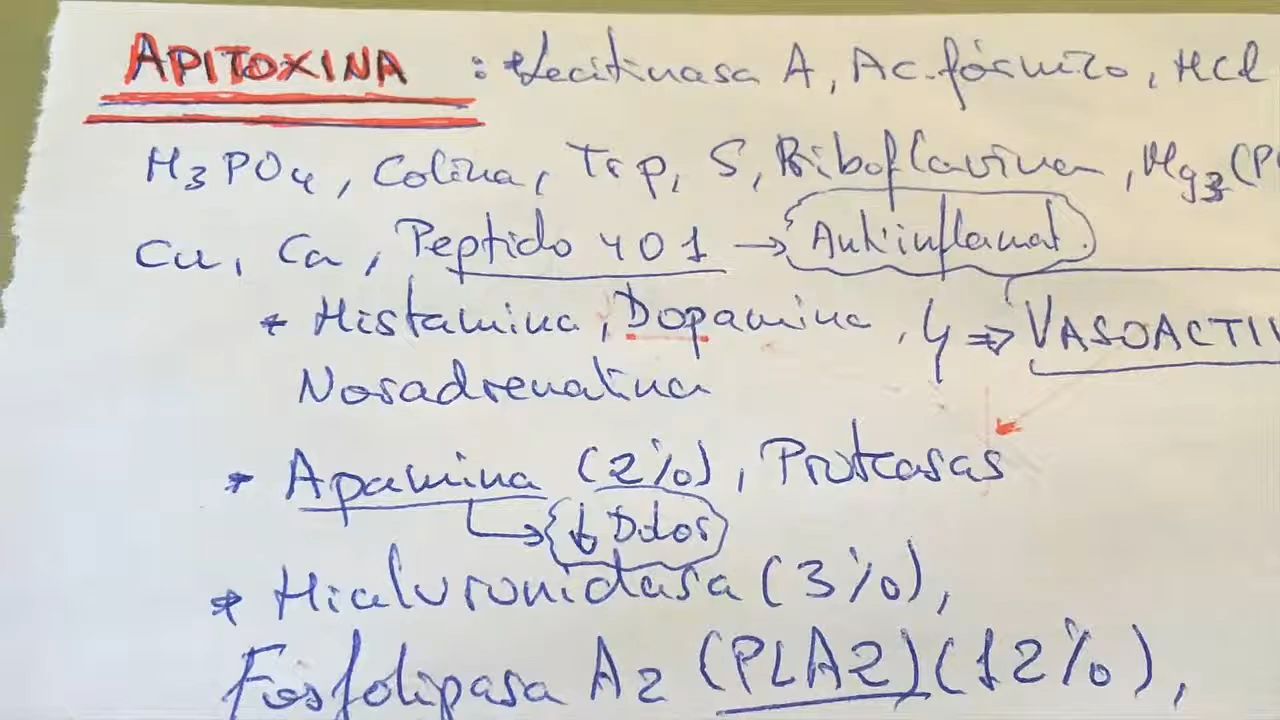 APITOXINA : * Lecitinasa A, Ac. fórmico, HCl
H₃PO₄, Colina, Trp, S, Riboflavina, Mg₃(P
Cu, Ca, Peptido 401 → Antiinflamat.
* Histamina, Dopamina, y ⇒ VASOACTI
Noradrenalina
* Apamina (2%), Proteasas
↳ ↓ Dolor
* Hialuronidasa (3%),
Fosfolipasa A₂ (PLA2) (12%),